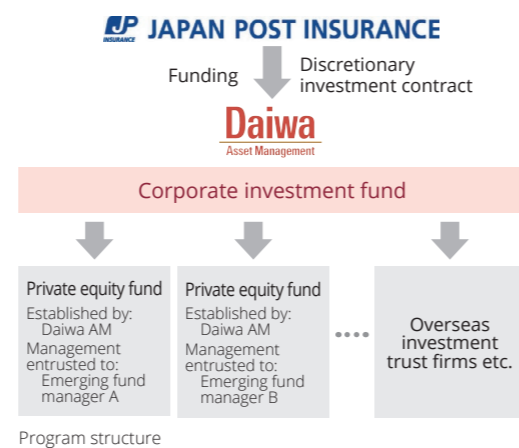 JP
INSURANCE
JAPAN POST INSURANCE
Funding
Discretionary
investment contract
Daiwa
Asset Management
Corporate investment fund
Private equity fund
Established by:
Daiwa AM
Management
entrusted to:
Emerging fund
manager A
Private equity fund
Established by:
Daiwa AM
Management
entrusted to:
Emerging fund
manager B
Overseas
investment
trust firms etc.
Program structure